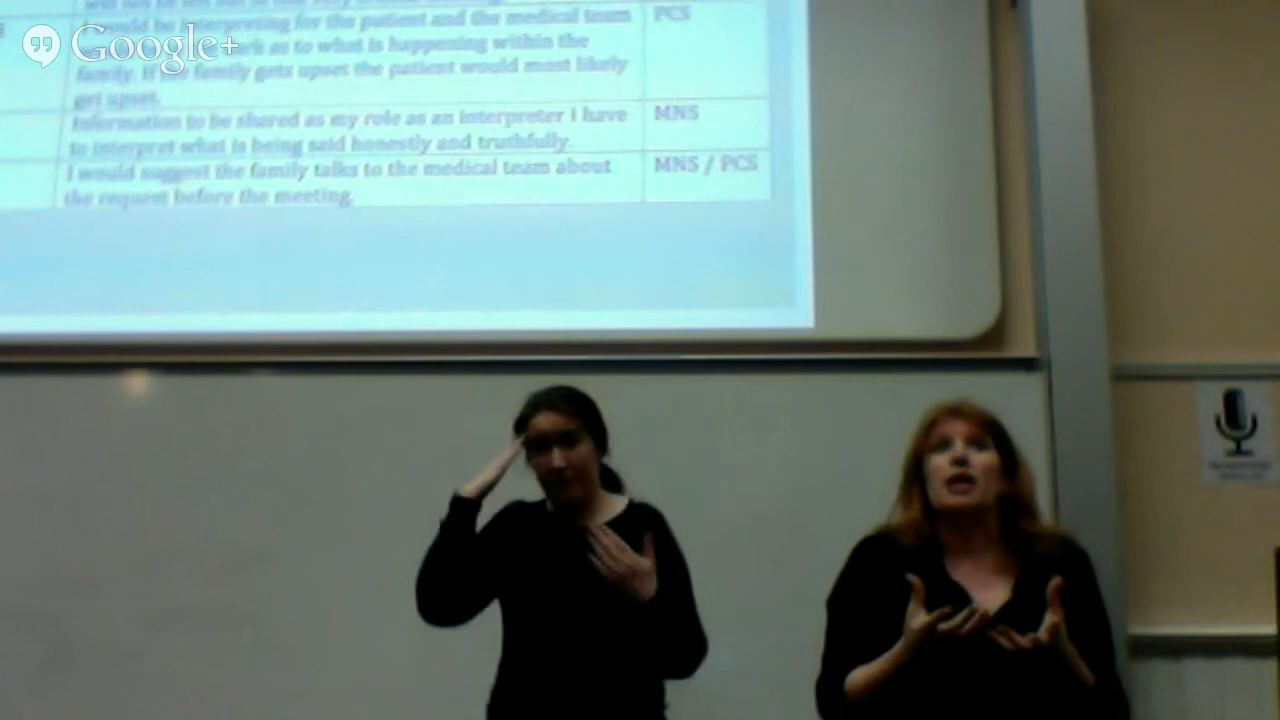 Google+
would be interpreting for the patient and the medical team
PCS
as to what is happening within the
family. If the family gets upset the patient would most likely
get upset.
Information to be shared as my role as an interpreter I have
MNS
to interpret what is being said honestly and truthfully.
I would suggest the family talks to the medical team about
MNS / PCS
the request before the meeting.